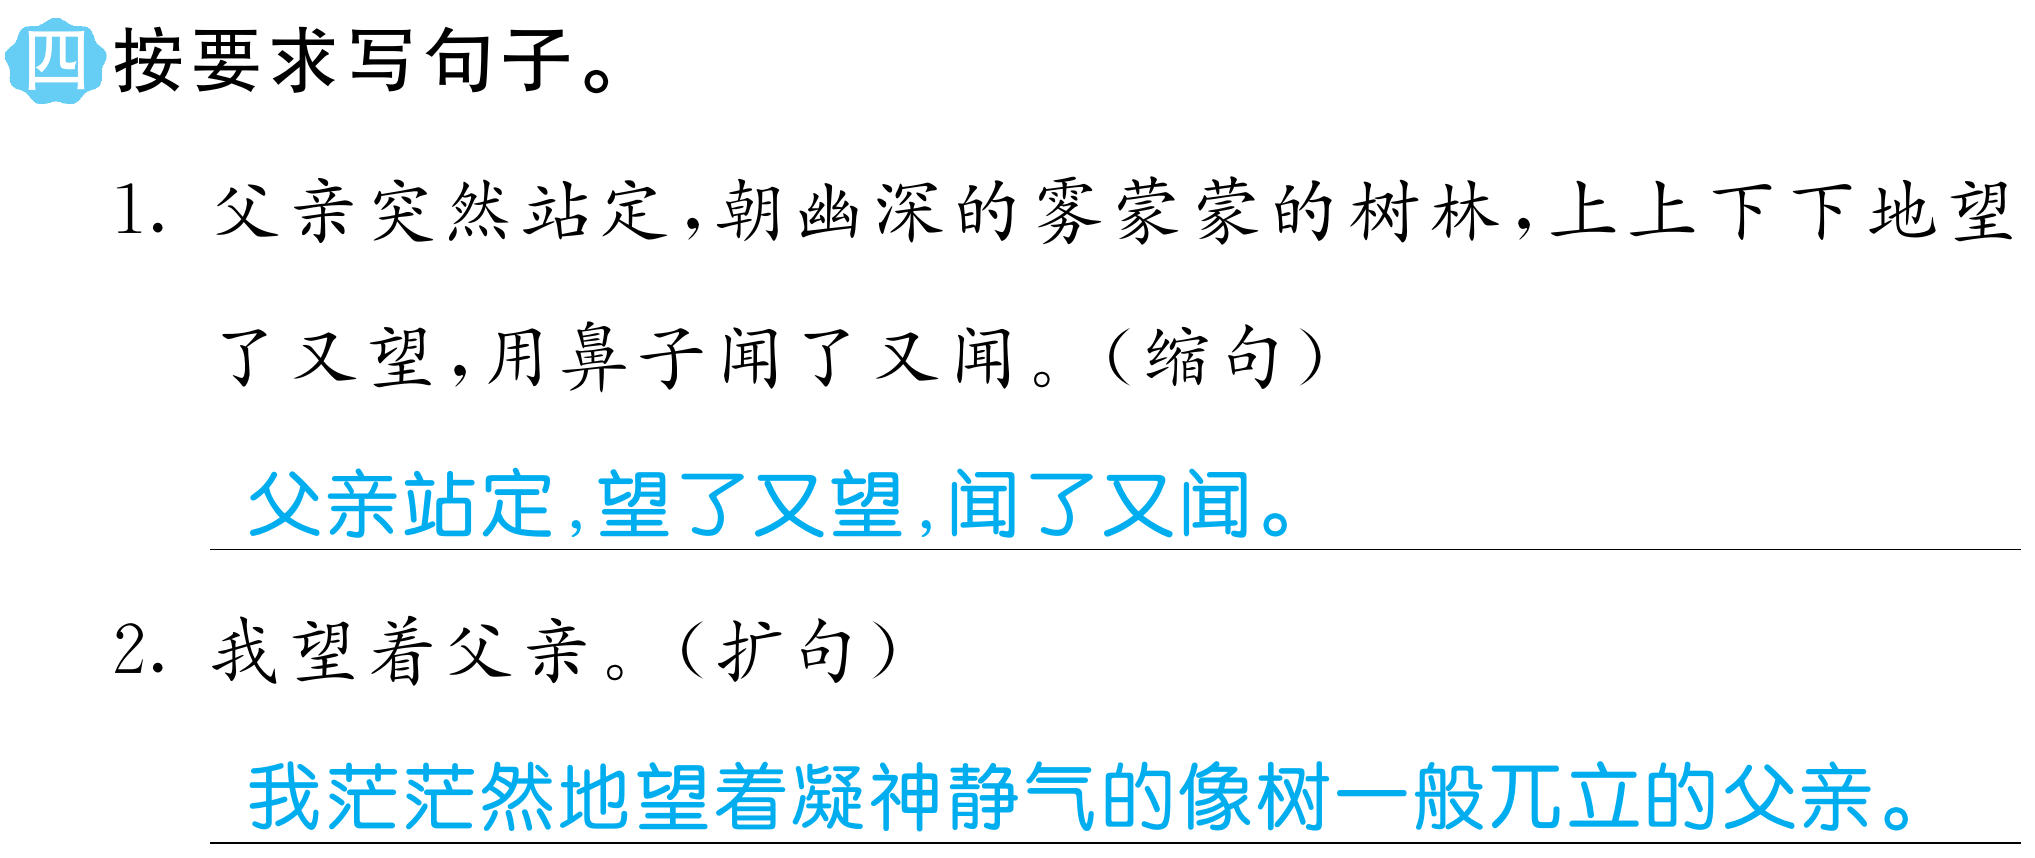 四 按要求写句子。
1. 父亲突然站定,朝幽深的雾蒙蒙的树林,上上下下地望
了又望,用鼻子闻了又闻。(缩句)
父亲站定,望了又望,闻了又闻。
2. 我望着父亲。(扩句)
我茫茫然地望着凝神静气的像树一般兀立的父亲。